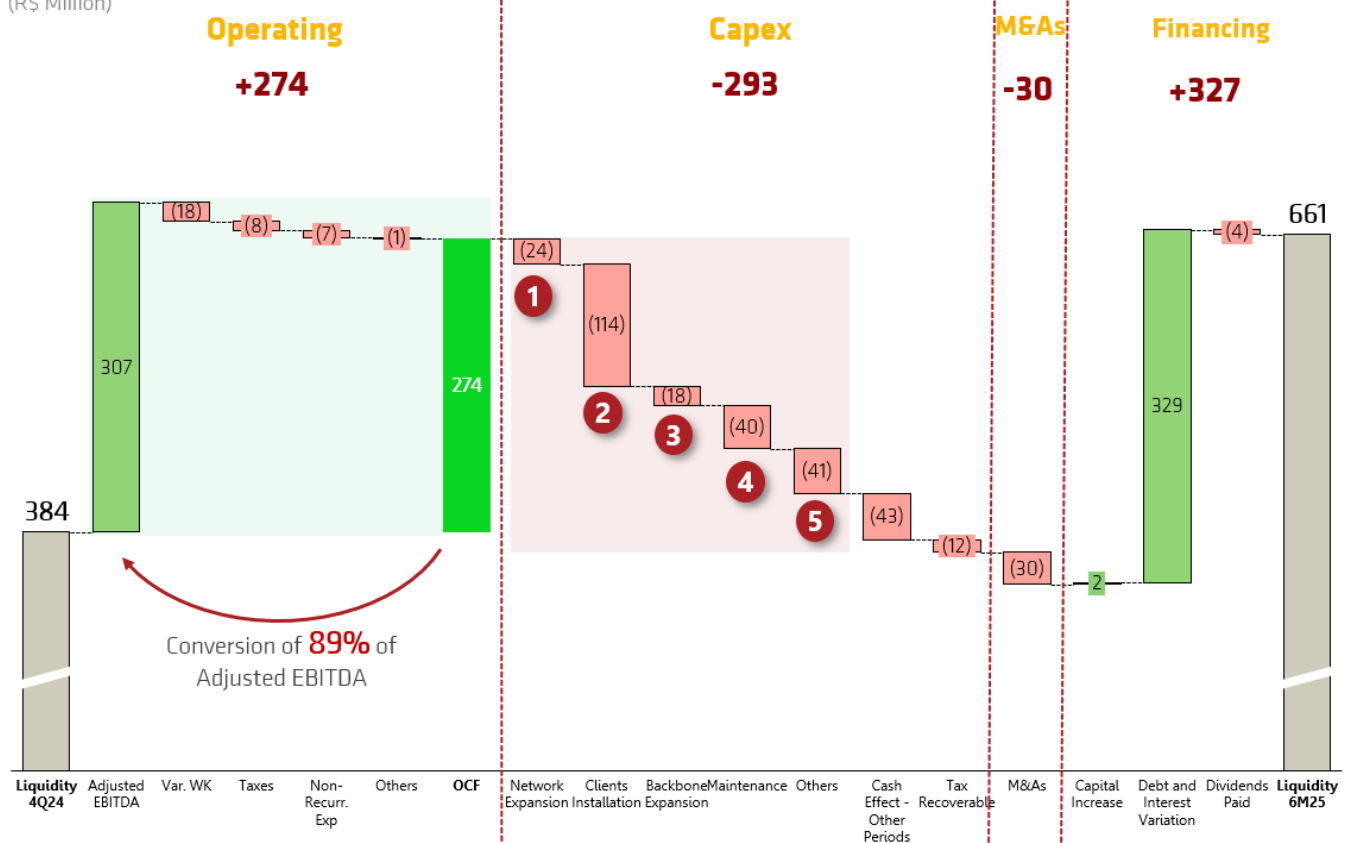 (R$ Million)
Operating
Capex
M&As
Financing
+274
-293
-30
+327
384
307
(18)
(8)
(7)
(1)
274
(24)
1
(114)
2
(18)
3
(40)
4
(41)
5
(43)
(12)
(30)
2
329
(4)
661
Conversion of 89% of
Adjusted EBITDA
Liquidity
4Q24
Adjusted
EBITDA
Var. WK
Taxes
Non-
Recurr.
Exp
Others
OCF
Network
Expansion
Clients
Installation
Backbone
Expansion
Maintenance
Others
Cash
Effect -
Other
Periods
Tax
Recoverable
M&As
Capital
Increase
Debt and
Interest
Variation
Dividends
Paid
Liquidity
6M25